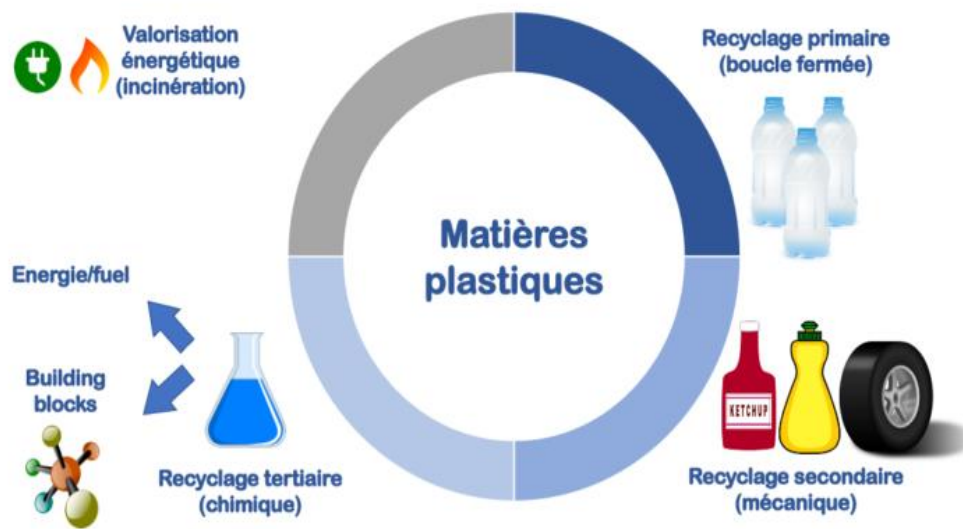 Valorisation
énergétique
(incinération)
Recyclage primaire
(boucle fermée)
Matières
plastiques
Energie/fuel
Building
blocks
Recyclage tertiaire
(chimique)
KETCHUP
Recyclage secondaire
(mécanique)